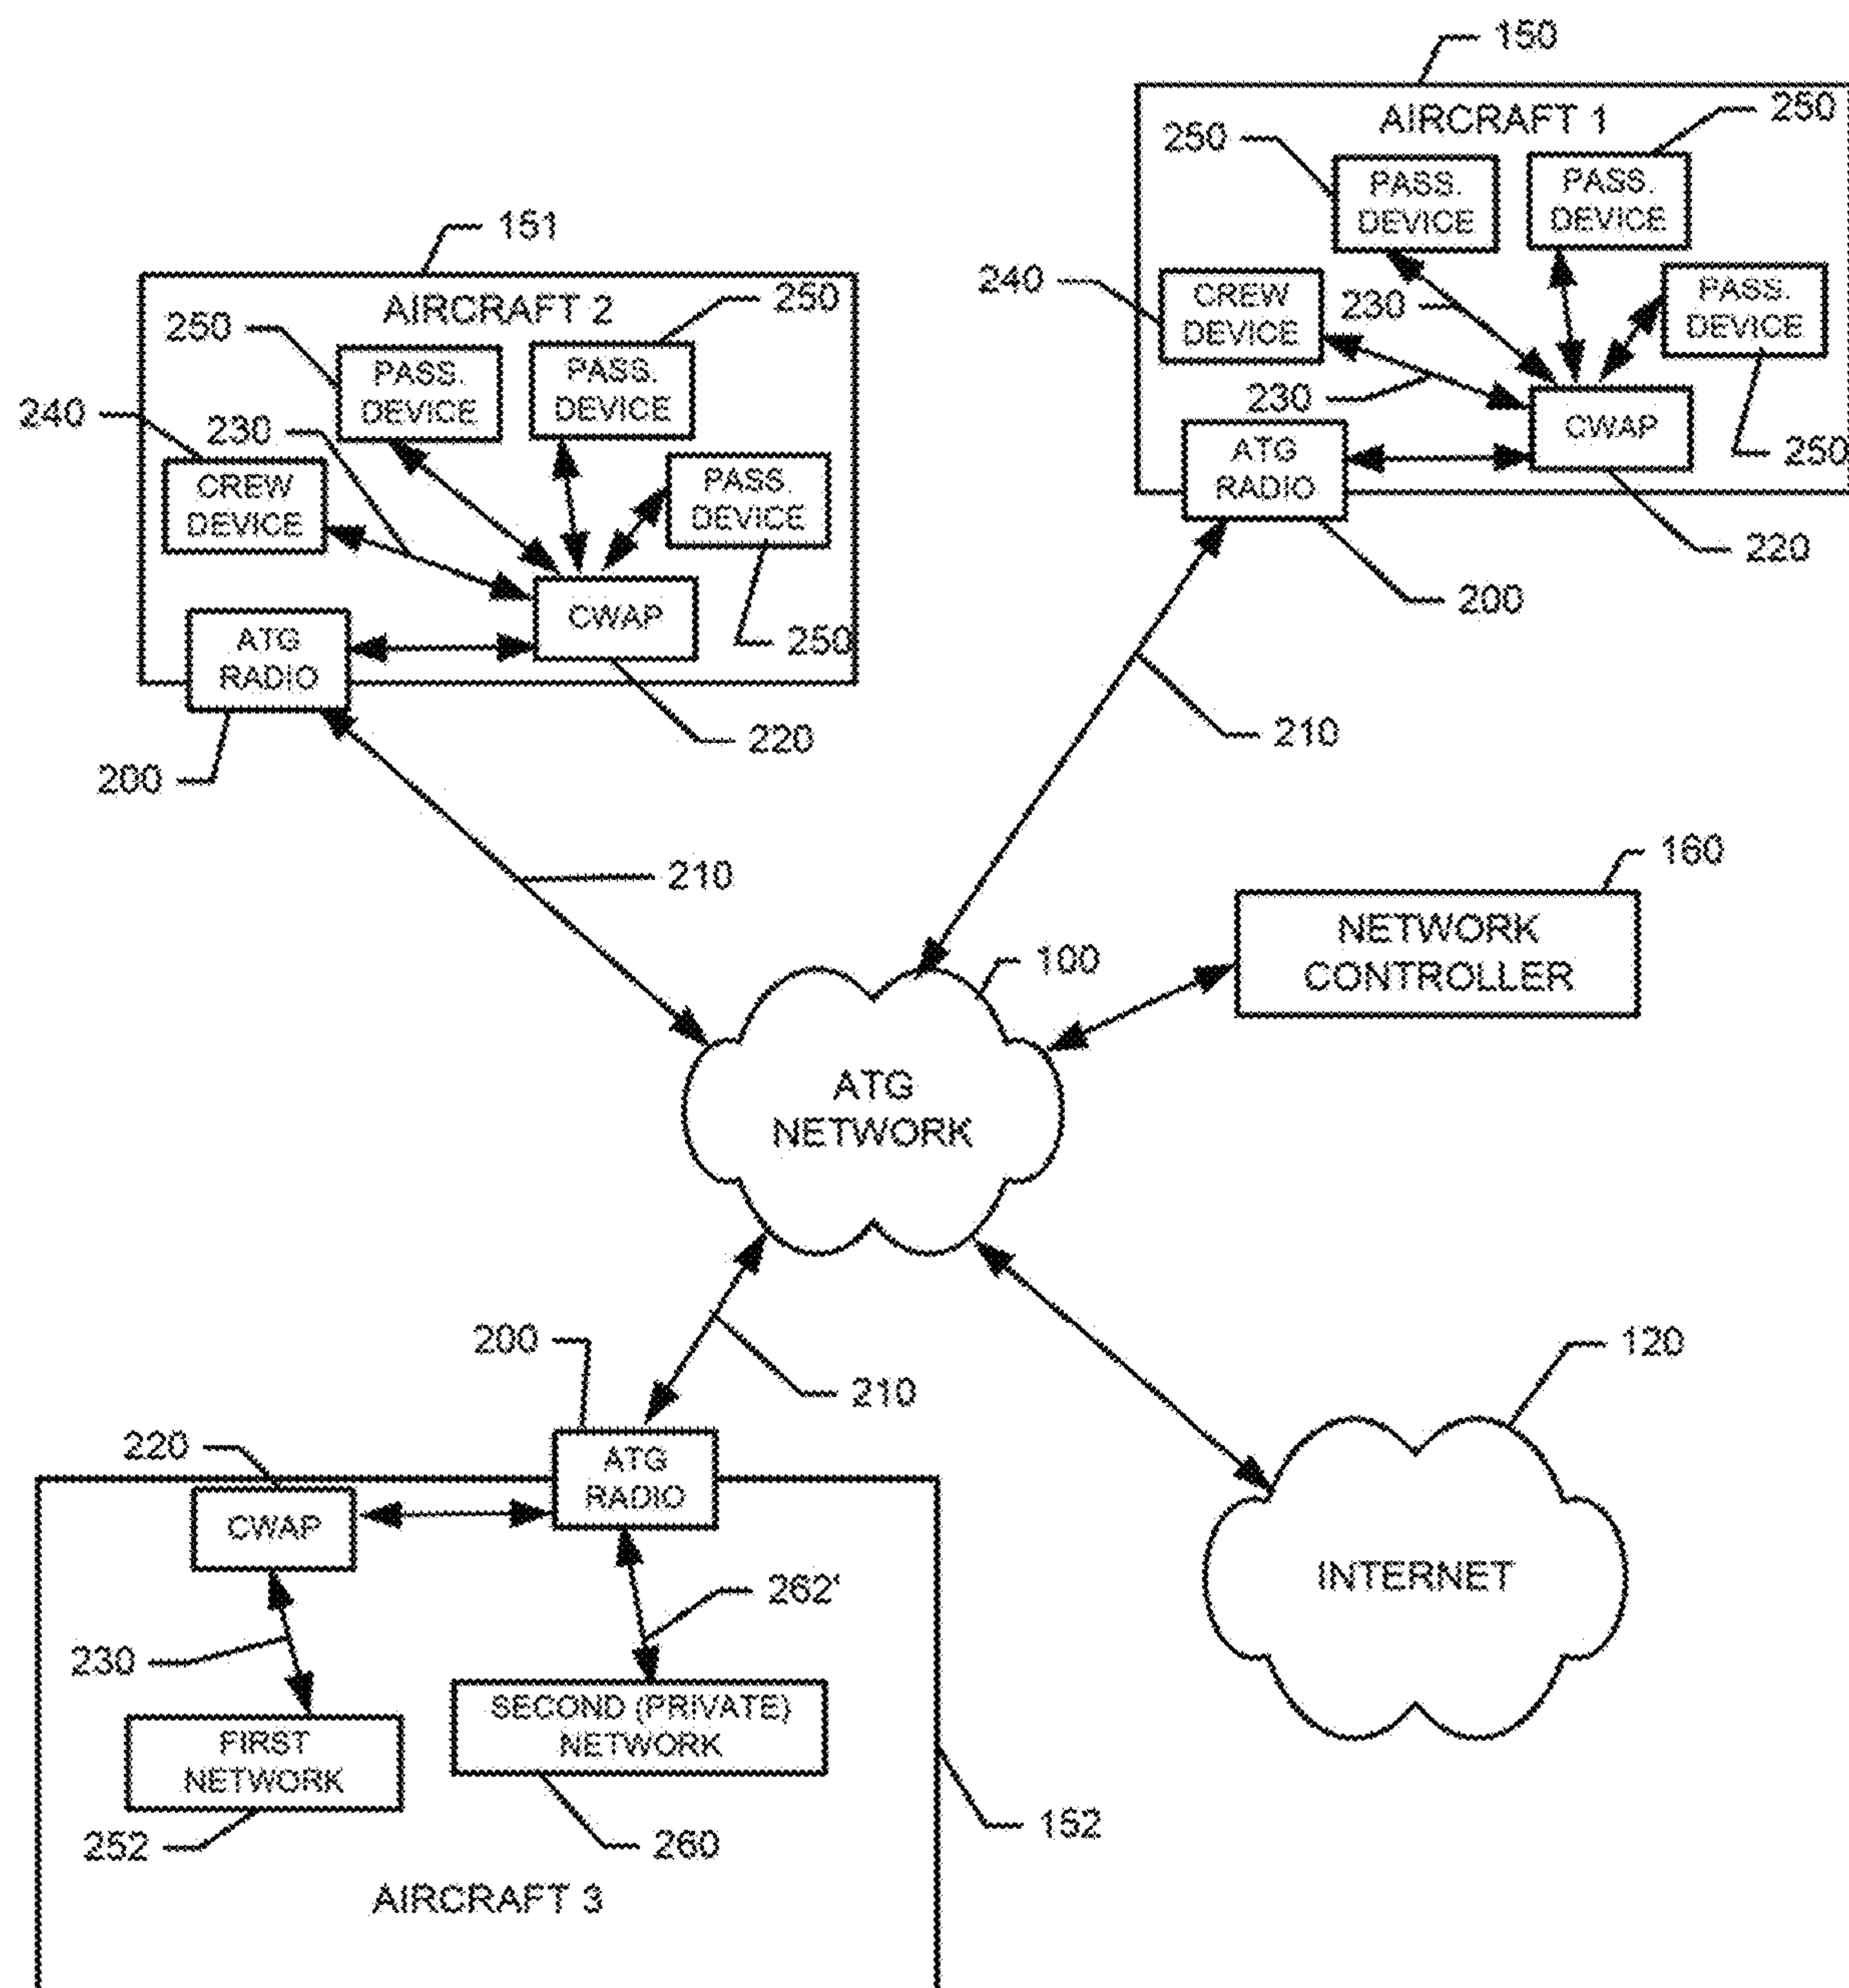 150
AIRCRAFT 1
250
250
PASS.
DEVICE
PASS.
DEVICE
240
CREW
DEVICE
230
PASS.
DEVICE
230
CWAP
250
ATG
RADIO
220
200
210
151
AIRCRAFT 2
250
250
PASS.
DEVICE
PASS.
DEVICE
240
230
CREW
DEVICE
PASS.
DEVICE
CWAP
250
ATG
RADIO
220
200
210
160
NETWORK
CONTROLLER
100
ATG
NETWORK
200
210
120
INTERNET
220
CWAP
ATG
RADIO
262'
230
FIRST
NETWORK
SECOND (PRIVATE)
NETWORK
252
260
152
AIRCRAFT 3